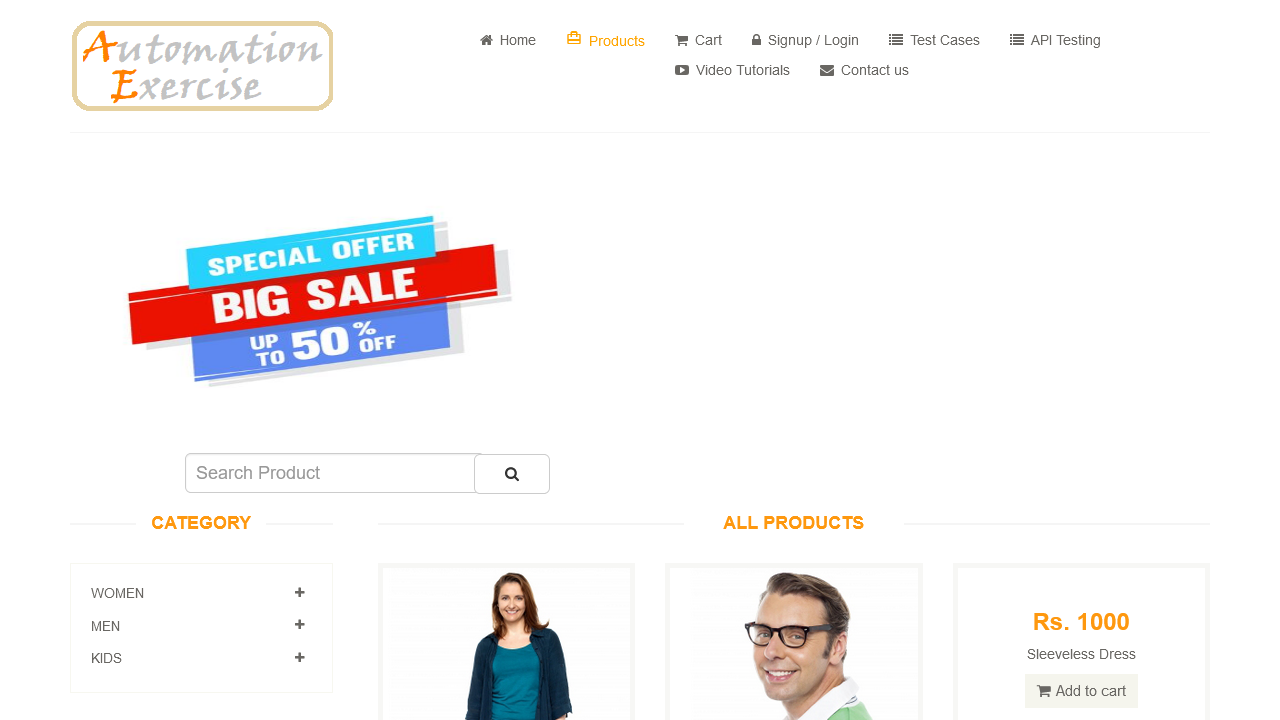 Automation
Exercise
Home
Products
Cart
Signup / Login
Test Cases
API Testing
Video Tutorials
Contact us
SPECIAL OFFER
BIG SALE
UP TO 50% OFF
Search Product
CATEGORY
ALL PRODUCTS
WOMEN
MEN
KIDS
Rs. 1000
Sleeveless Dress
Add to cart